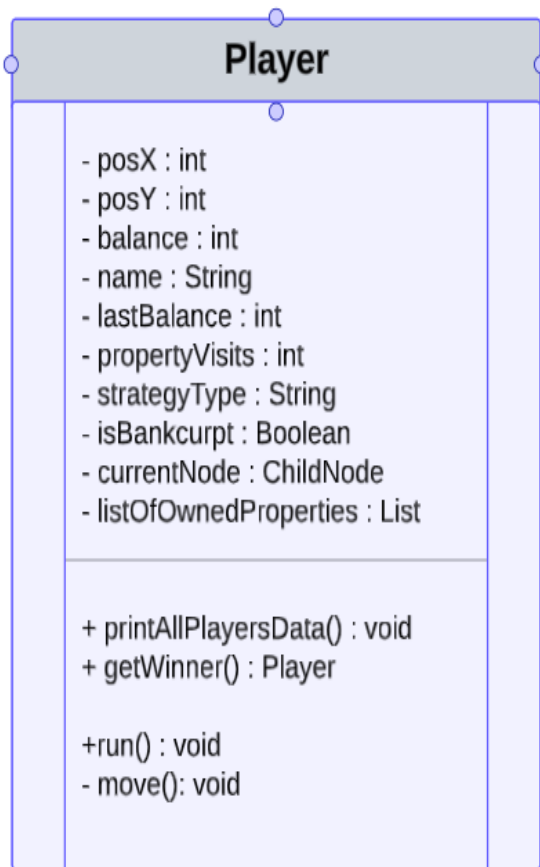 Player
- posX : int
- posY : int
- balance : int
- name : String
- lastBalance : int
- propertyVisits : int
- strategyType : String
- isBankcurpt : Boolean
- currentNode : ChildNode
- listOfOwnedProperties : List
+ printAllPlayersData() : void
+ getWinner() : Player
+run() : void
- move(): void